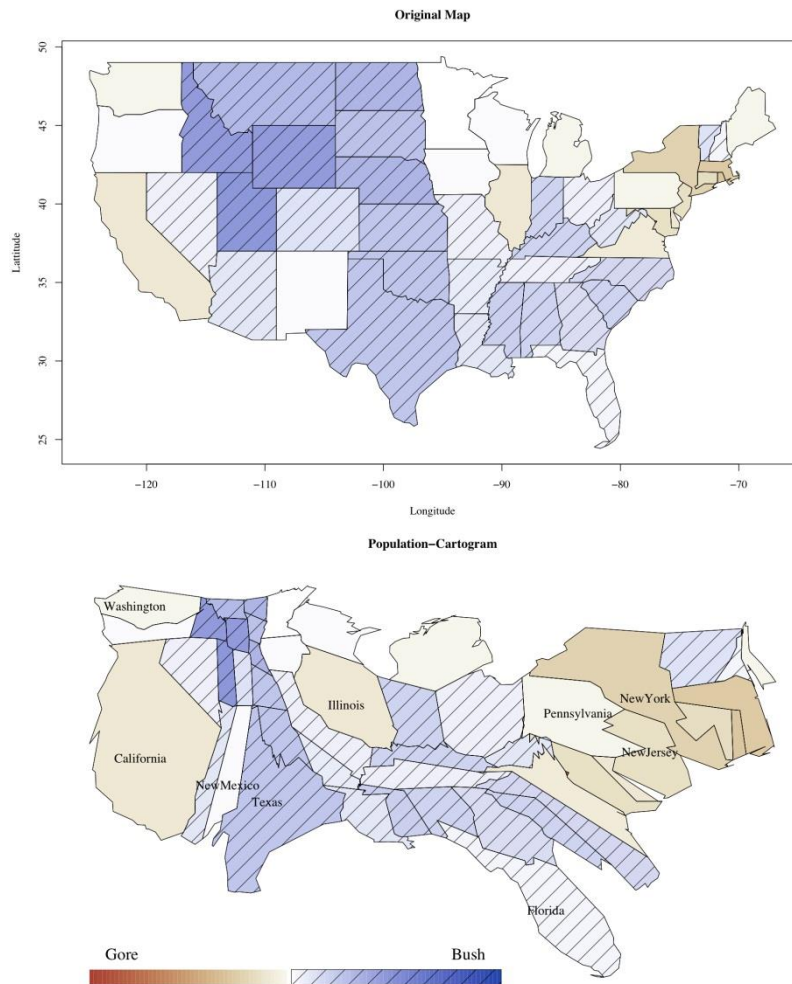 Original Map
50
45
40
35
30
25
Lattitude
−120 −110 −100 −90 −80 −70
Longitude
Population−Cartogram
Washington
Illinois
NewYork
Pennsylvania
California
NewJersey
NewMexico
Texas
Florida
Gore Bush